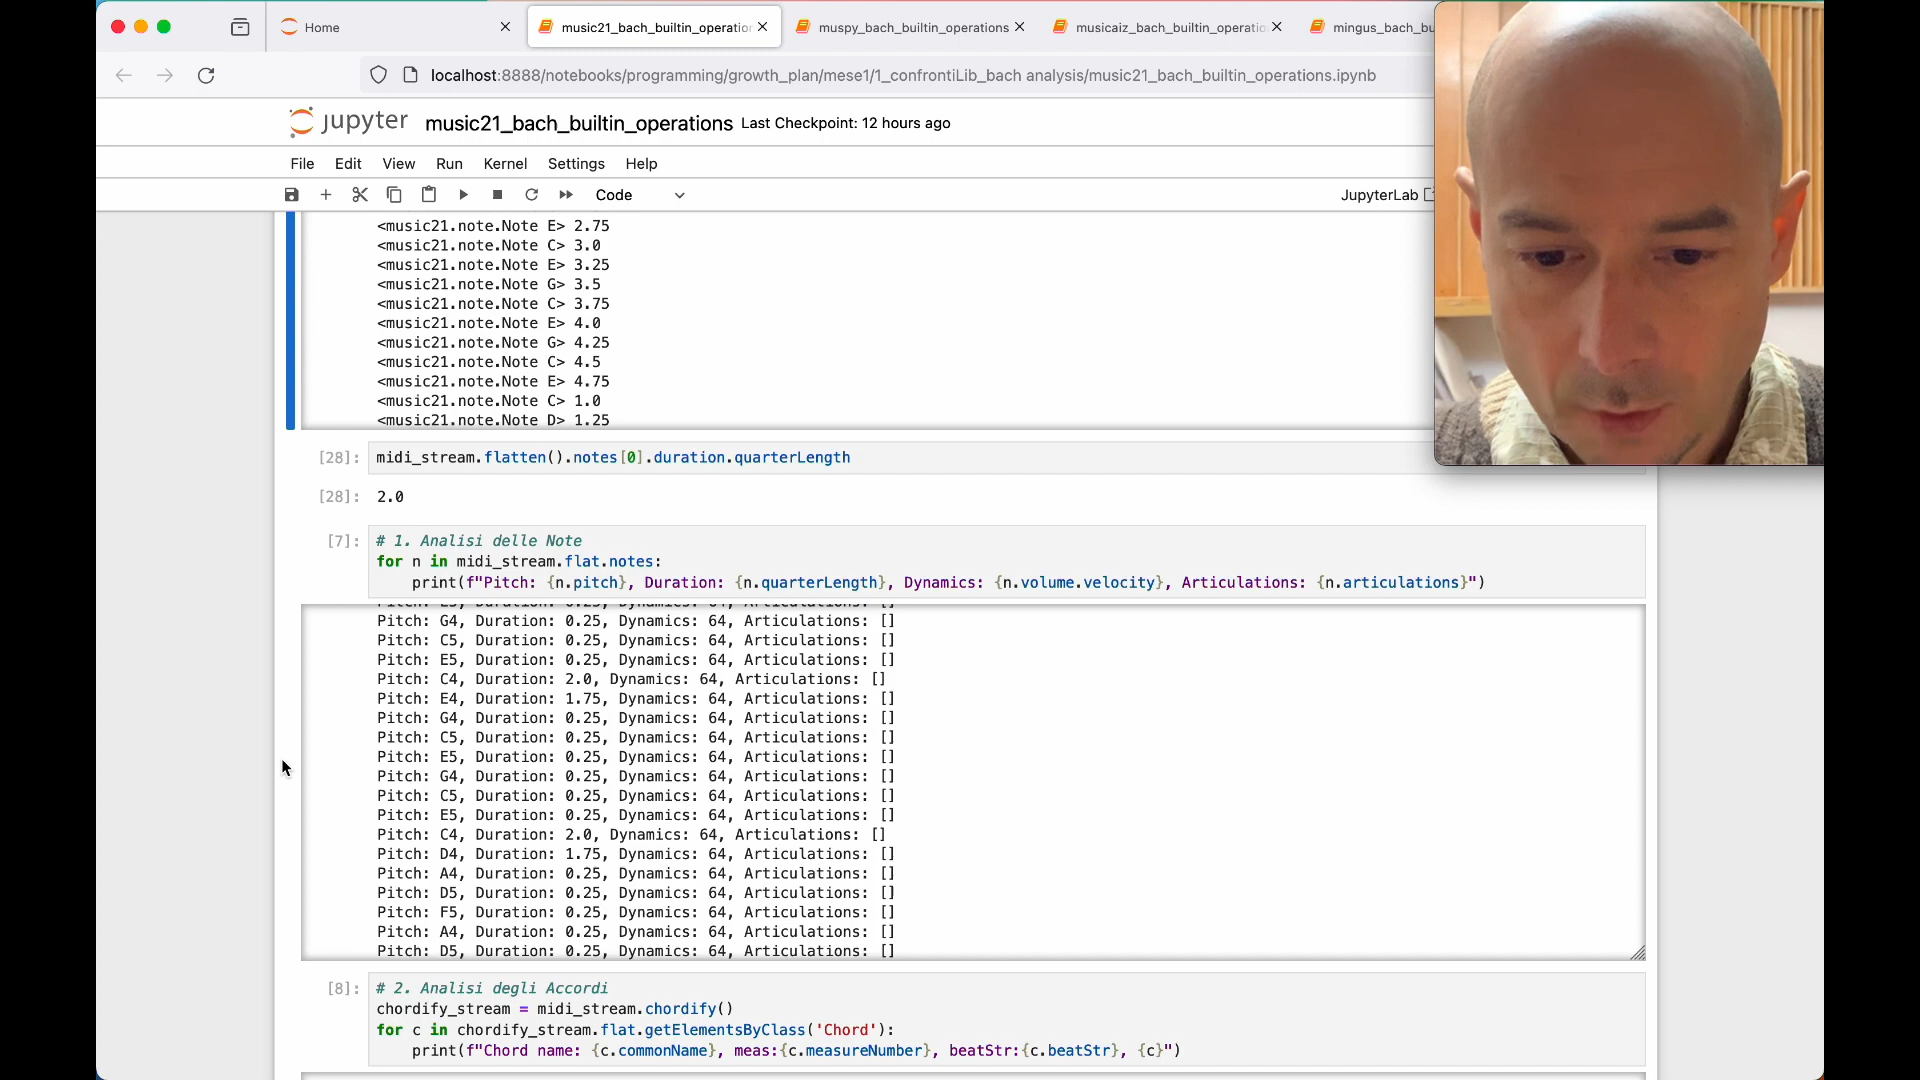 Home
music21_bach_builtin_operation
muspy_bach_builtin_operations
musicaiz_bach_builtin_operatio
mingus_bach_bu
localhost:8888/notebooks/programming/growth_plan/mese1/1_confrontiLib_bach analysis/music21_bach_builtin_operations.ipynb
jupyter music21_bach_builtin_operations Last Checkpoint: 12 hours ago
File Edit View Run Kernel Settings Help
Code JupyterLab
<music21.note.Note E> 2.75
<music21.note.Note C> 3.0
<music21.note.Note E> 3.25
<music21.note.Note G> 3.5
<music21.note.Note C> 3.75
<music21.note.Note E> 4.0
<music21.note.Note G> 4.25
<music21.note.Note C> 4.5
<music21.note.Note E> 4.75
<music21.note.Note C> 1.0
<music21.note.Note D> 1.25
[28]: midi_stream.flatten().notes[0].duration.quarterLength
[28]: 2.0
[7]: # 1. Analisi delle Note
for n in midi_stream.flat.notes:
print(f"Pitch: {n.pitch}, Duration: {n.quarterLength}, Dynamics: {n.volume.velocity}, Articulations: {n.articulations}")
Pitch: E5, Duration: 0.25, Dynamics: 64, Articulations: []
Pitch: G4, Duration: 0.25, Dynamics: 64, Articulations: []
Pitch: C5, Duration: 0.25, Dynamics: 64, Articulations: []
Pitch: E5, Duration: 0.25, Dynamics: 64, Articulations: []
Pitch: C4, Duration: 2.0, Dynamics: 64, Articulations: []
Pitch: E4, Duration: 1.75, Dynamics: 64, Articulations: []
Pitch: G4, Duration: 0.25, Dynamics: 64, Articulations: []
Pitch: C5, Duration: 0.25, Dynamics: 64, Articulations: []
Pitch: E5, Duration: 0.25, Dynamics: 64, Articulations: []
Pitch: G4, Duration: 0.25, Dynamics: 64, Articulations: []
Pitch: C5, Duration: 0.25, Dynamics: 64, Articulations: []
Pitch: E5, Duration: 0.25, Dynamics: 64, Articulations: []
Pitch: C4, Duration: 2.0, Dynamics: 64, Articulations: []
Pitch: D4, Duration: 1.75, Dynamics: 64, Articulations: []
Pitch: A4, Duration: 0.25, Dynamics: 64, Articulations: []
Pitch: D5, Duration: 0.25, Dynamics: 64, Articulations: []
Pitch: F5, Duration: 0.25, Dynamics: 64, Articulations: []
Pitch: A4, Duration: 0.25, Dynamics: 64, Articulations: []
Pitch: D5, Duration: 0.25, Dynamics: 64, Articulations: []
[8]: # 2. Analisi degli Accordi
chordify_stream = midi_stream.chordify()
for c in chordify_stream.flat.getElementsByClass('Chord'):
print(f"Chord name: {c.commonName}, meas:{c.measureNumber}, beatStr:{c.beatStr}, {c}")